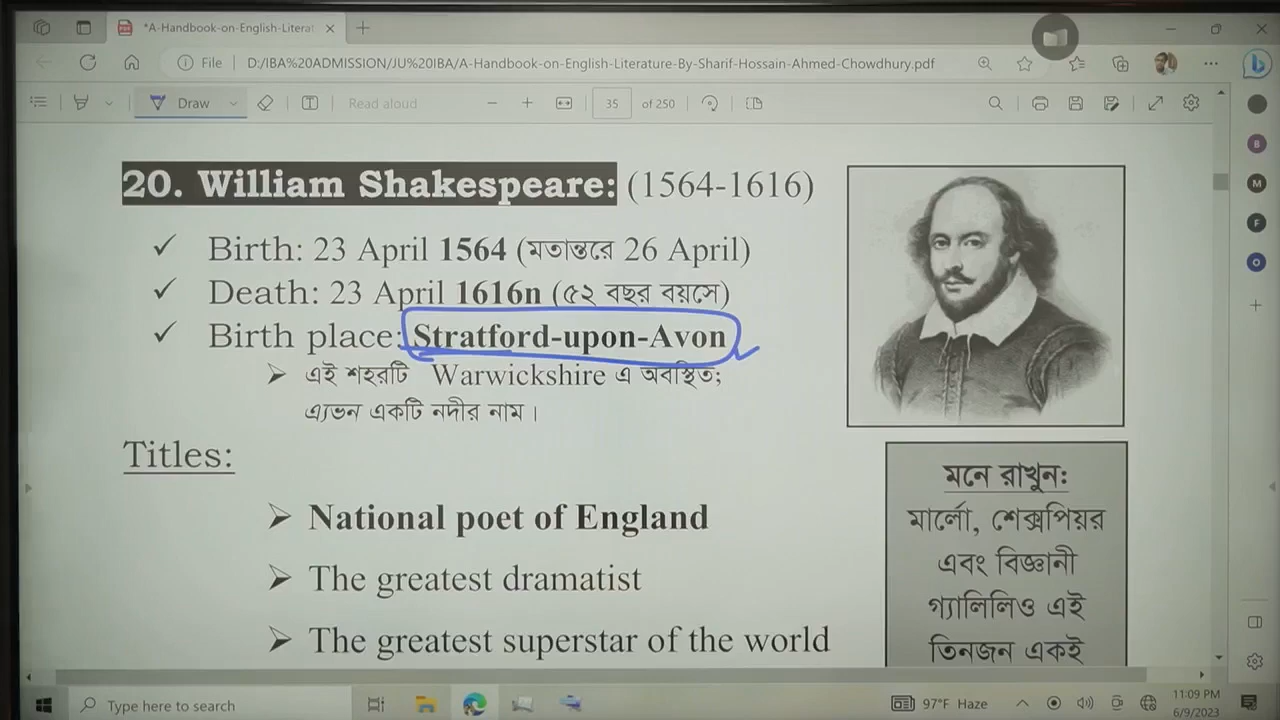 *A-Handbook-on-English-Literat
File
D:/IBA%20ADMISSION/JU%20IBA/A-Handbook-on-English-Literature-By-Sharif-Hossain-Ahmed-Chowdhury.pdf
Draw
Read aloud
35
of 250
20. William Shakespeare: (1564-1616)
Birth: 23 April 1564 (মতান্তরে 26 April)
Death: 23 April 1616n (৫২ বছর বয়সে)
Birth place: Stratford-upon-Avon
এই শহরটি Warwickshire এ অবস্থিত;
এ্যভন একটি নদীর নাম।
Titles:
National poet of England
The greatest dramatist
The greatest superstar of the world
মনে রাখুন:
মার্লো, শেক্সপিয়র
এবং বিজ্ঞানী
গ্যালিলিও এই
তিনজন একই
B
M
F
O
Type here to search
97°F Haze
11:09 PM
6/9/2023